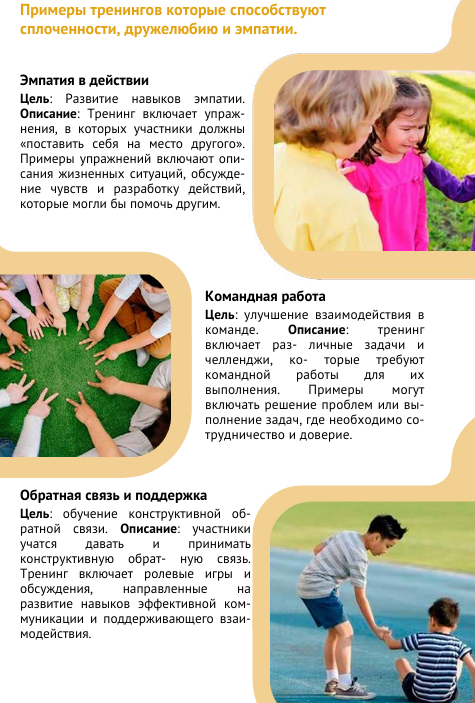 Примеры тренингов которые способствуют
сплоченности, дружелюбию и эмпатии.
Эмпатия в действии
Цель: Развитие навыков эмпатии.
Описание: Тренинг включает упраж-
нения, в которых участники должны
«поставить себя на место другого».
Примеры упражнений включают опи-
сания жизненных ситуаций, обсужде-
ние чувств и разработку действий,
которые могли бы помочь другим.
Командная работа
Цель: улучшение взаимодействия в
команде. Описание: тренинг
включает раз- личные задачи и
челленджи, ко- торые требуют
командной работы для их
выполнения. Примеры могут
включать решение проблем или вы-
полнение задач, где необходимо со-
трудничество и доверие.
Обратная связь и поддержка
Цель: обучение конструктивной об-
ратной связи. Описание: участники
учатся давать и принимать
конструктивную обрат- ную связь.
Тренинг включает ролевые игры и
обсуждения, направленные на
развитие навыков эффективной ком-
муникации и поддерживающего взаи-
модействия.